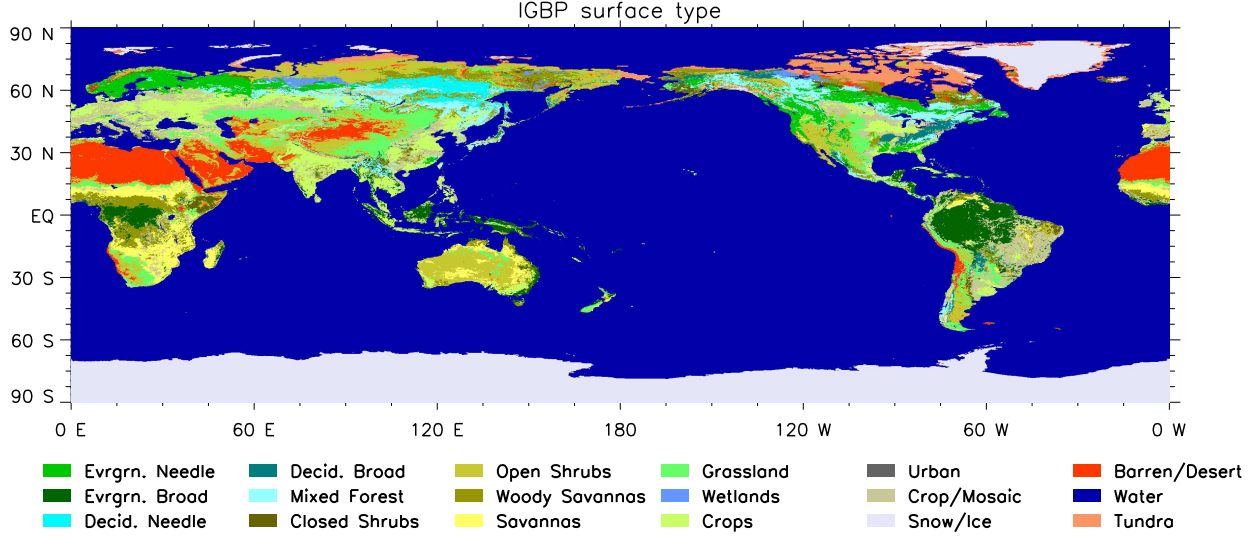 IGBP surface type
90 N
60 N
30 N
EQ
30 S
60 S
90 S
0 E 60 E 120 E 180 120 W 60 W 0 W
Evrgrn. Needle Decid. Broad Open Shrubs Grassland Urban Barren/Desert
Evrgrn. Broad Mixed Forest Woody Savannas Wetlands Crop/Mosaic Water
Decid. Needle Closed Shrubs Savannas Crops Snow/Ice Tundra